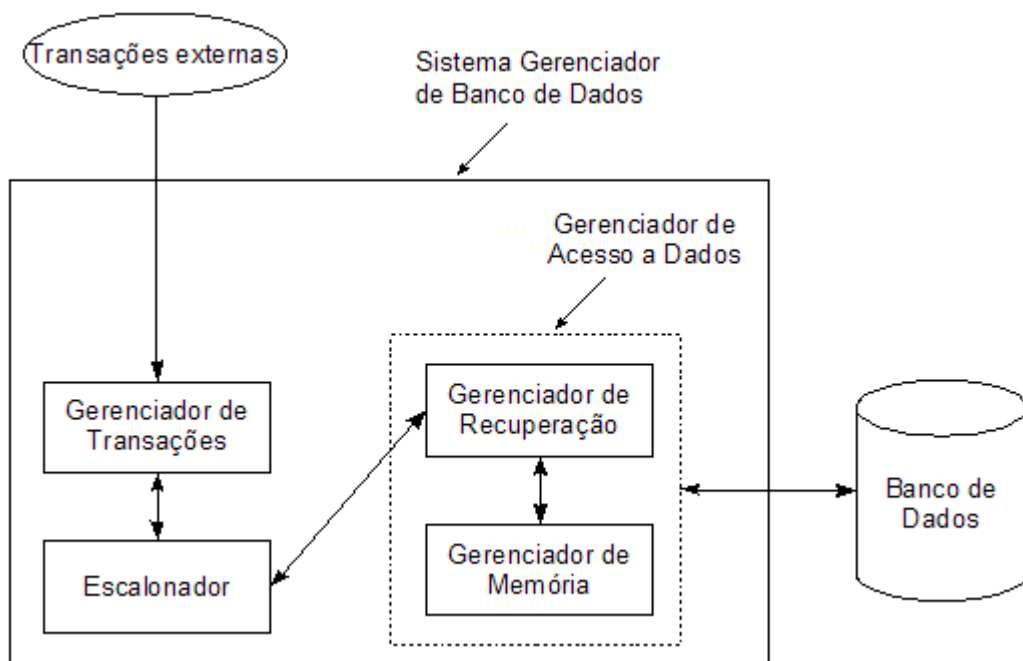 Transações externas
Sistema Gerenciador
de Banco de Dados
Gerenciador de
Acesso a Dados
Gerenciador de
Transações
Gerenciador de
Recuperação
Banco de
Dados
Escalonador
Gerenciador de
Memória